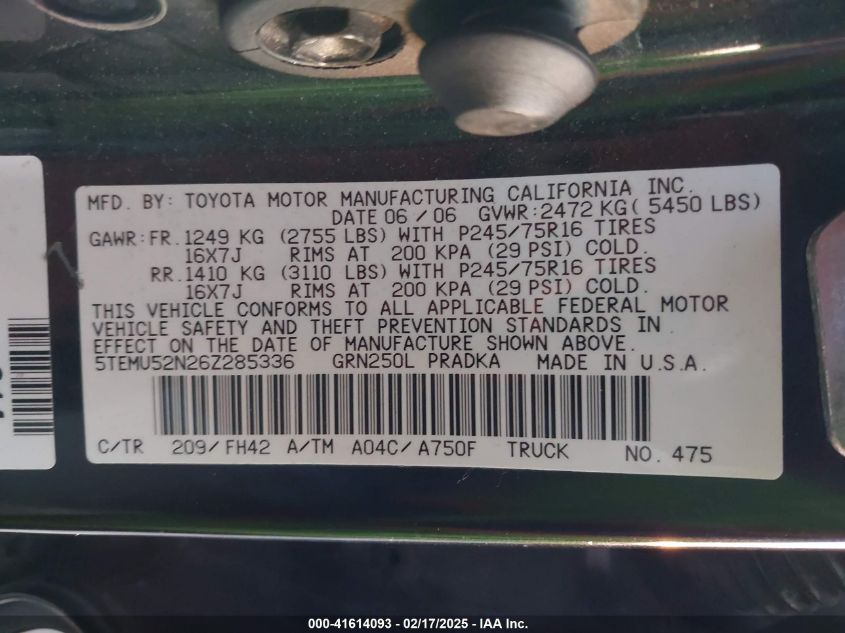 MFD. BY: TOYOTA MOTOR MANUFACTURING CALIFORNIA INC.
DATE 06/06 GVWR:2472 KG( 5450 LBS)
GAWR:FR.1249 KG (2755 LBS) WITH P245/75R16 TIRES
16X7J RIMS AT 200 KPA (29 PSI) COLD.
RR.1410 KG (3110 LBS) WITH P245/75R16 TIRES
16X7J RIMS AT 200 KPA (29 PSI) COLD.
THIS VEHICLE CONFORMS TO ALL APPLICABLE FEDERAL MOTOR
VEHICLE SAFETY AND THEFT PREVENTION STANDARDS IN
EFFECT ON THE DATE OF MANUFACTURE SHOWN ABOVE.
5TEMU52N26Z285336 GRN250L PRADKA MADE IN U.S.A.
C/TR 209/FH42 A/TM A04C/A750F TRUCK NO. 475
000-41614093 - 02/17/2025 - IAA Inc.